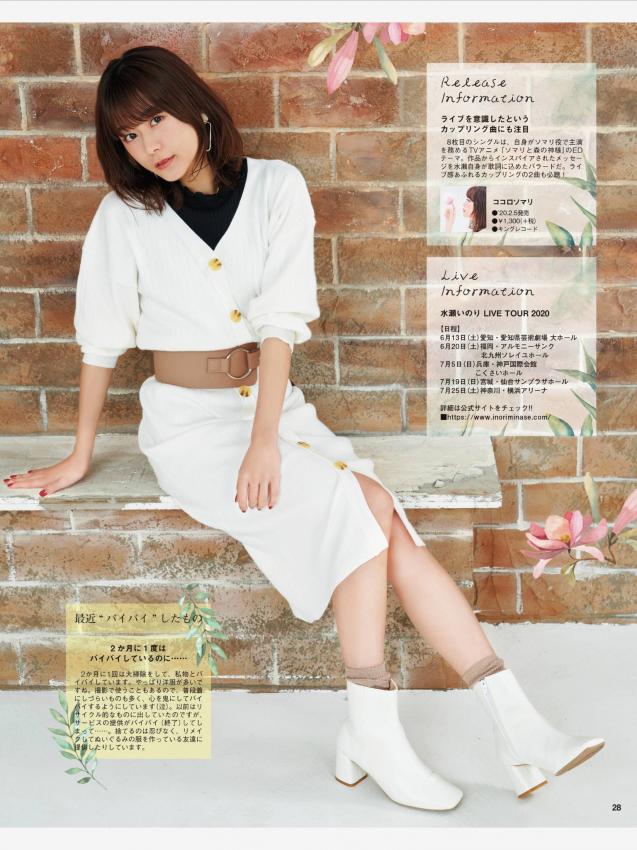 Release
Information
ライブを意識したという
カップリング曲にも注目
8枚目のシングルは、自身がソマリ役で主演
を務めるTVアニメ「ソマリと森の神様」のED
テーマ。作品からインスパイアされたメッセー
ジを水瀬自身が歌詞に込めたバラードだ。ライ
ブ感あふれるカップリングの2曲も必聴！
ココロソマリ
●'20.2.5発売
●￥1,300(+税)
●キングレコード
Live
Information
水瀬いのり LIVE TOUR 2020
【日程】
6月13日(土)愛知・愛知県芸術劇場 大ホール
6月20日(土)福岡・アルモニーサンク
北九州ソレイユホール
7月5日(日)兵庫・神戸国際会館
こくさいホール
7月19日(日)宮城・仙台サンプラザホール
7月25日(土)神奈川・横浜アリーナ
詳細は公式サイトをチェック!!
■https://www.inoriminase.com/
最近“バイバイ”したもの
2か月に1度は
バイバイしているのに……
2か月に1回は大掃除をして、私物とバ
イバイしています。やっぱり洋服が多いで
すね。撮影で使うこともあるので、普段着
にしづらいものも多く、心を鬼にしてバイ
バイするようにしています(泣)。以前はリ
サイクル的なものに出していたのですが、
サービスの提供がバイバイ(終了)してし
まって……。捨てるのは忍びなく、リメイ
クしてぬいぐるみの服を作っている友達に
提供したりしています。
28